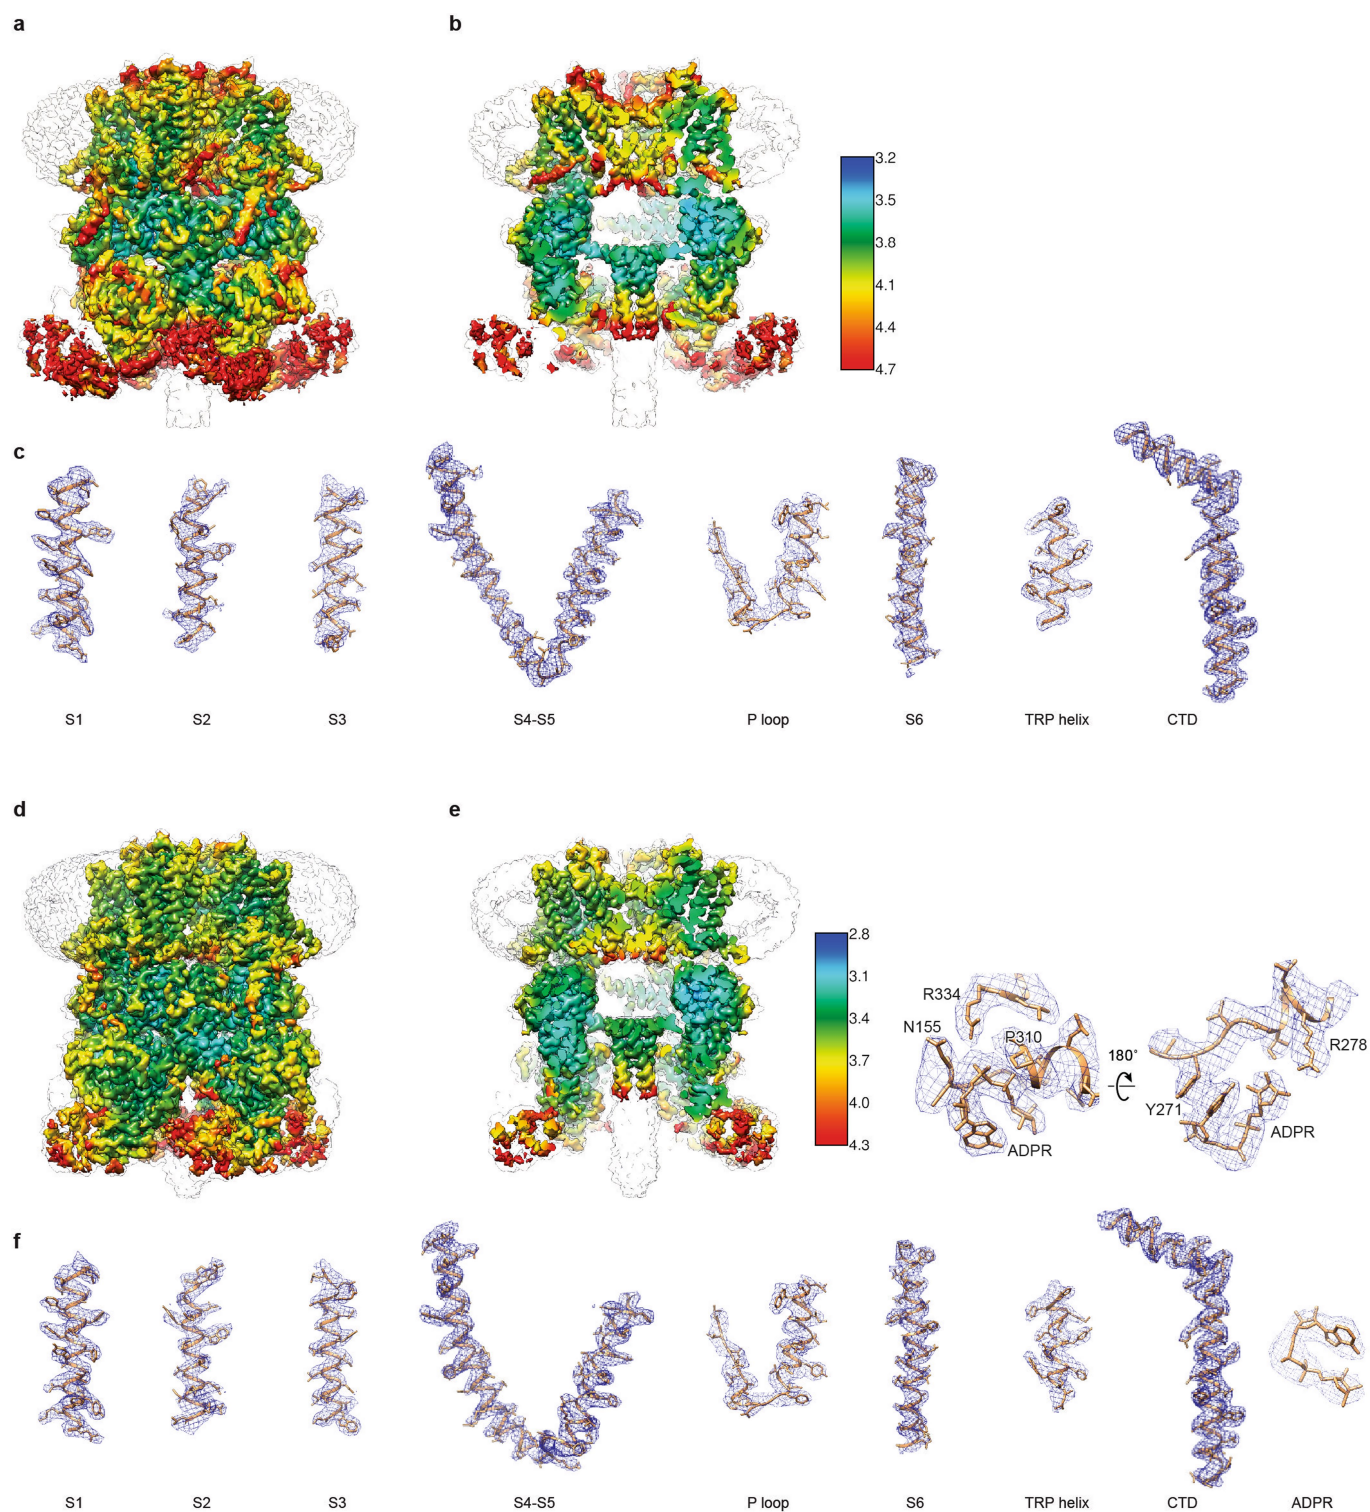 a
b
3.2
3.5
3.8
4.1
4.4
4.7
c
S1
S2
S3
S4-S5
P loop
S6
TRP helix
CTD
d
e
2.8
3.1
3.4
3.7
4.0
4.3
R334
N155
P310
ADPR
180°
R278
Y271
ADPR
f
S1
S2
S3
S4-S5
P loop
S6
TRP helix
CTD
ADPR